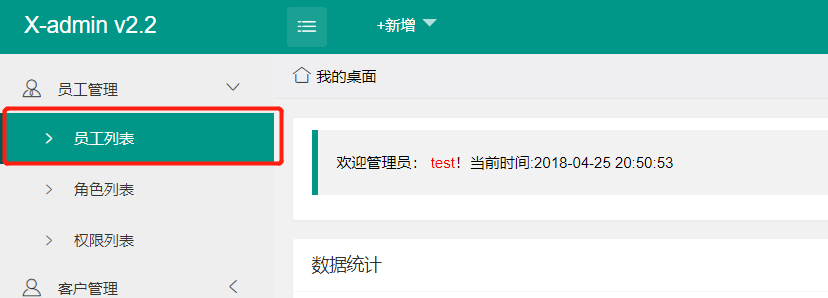 X-admin v2.2
+新增
员工管理
员工列表
角色列表
权限列表
客户管理
我的桌面
欢迎管理员： test！当前时间:2018-04-25 20:50:53
数据统计